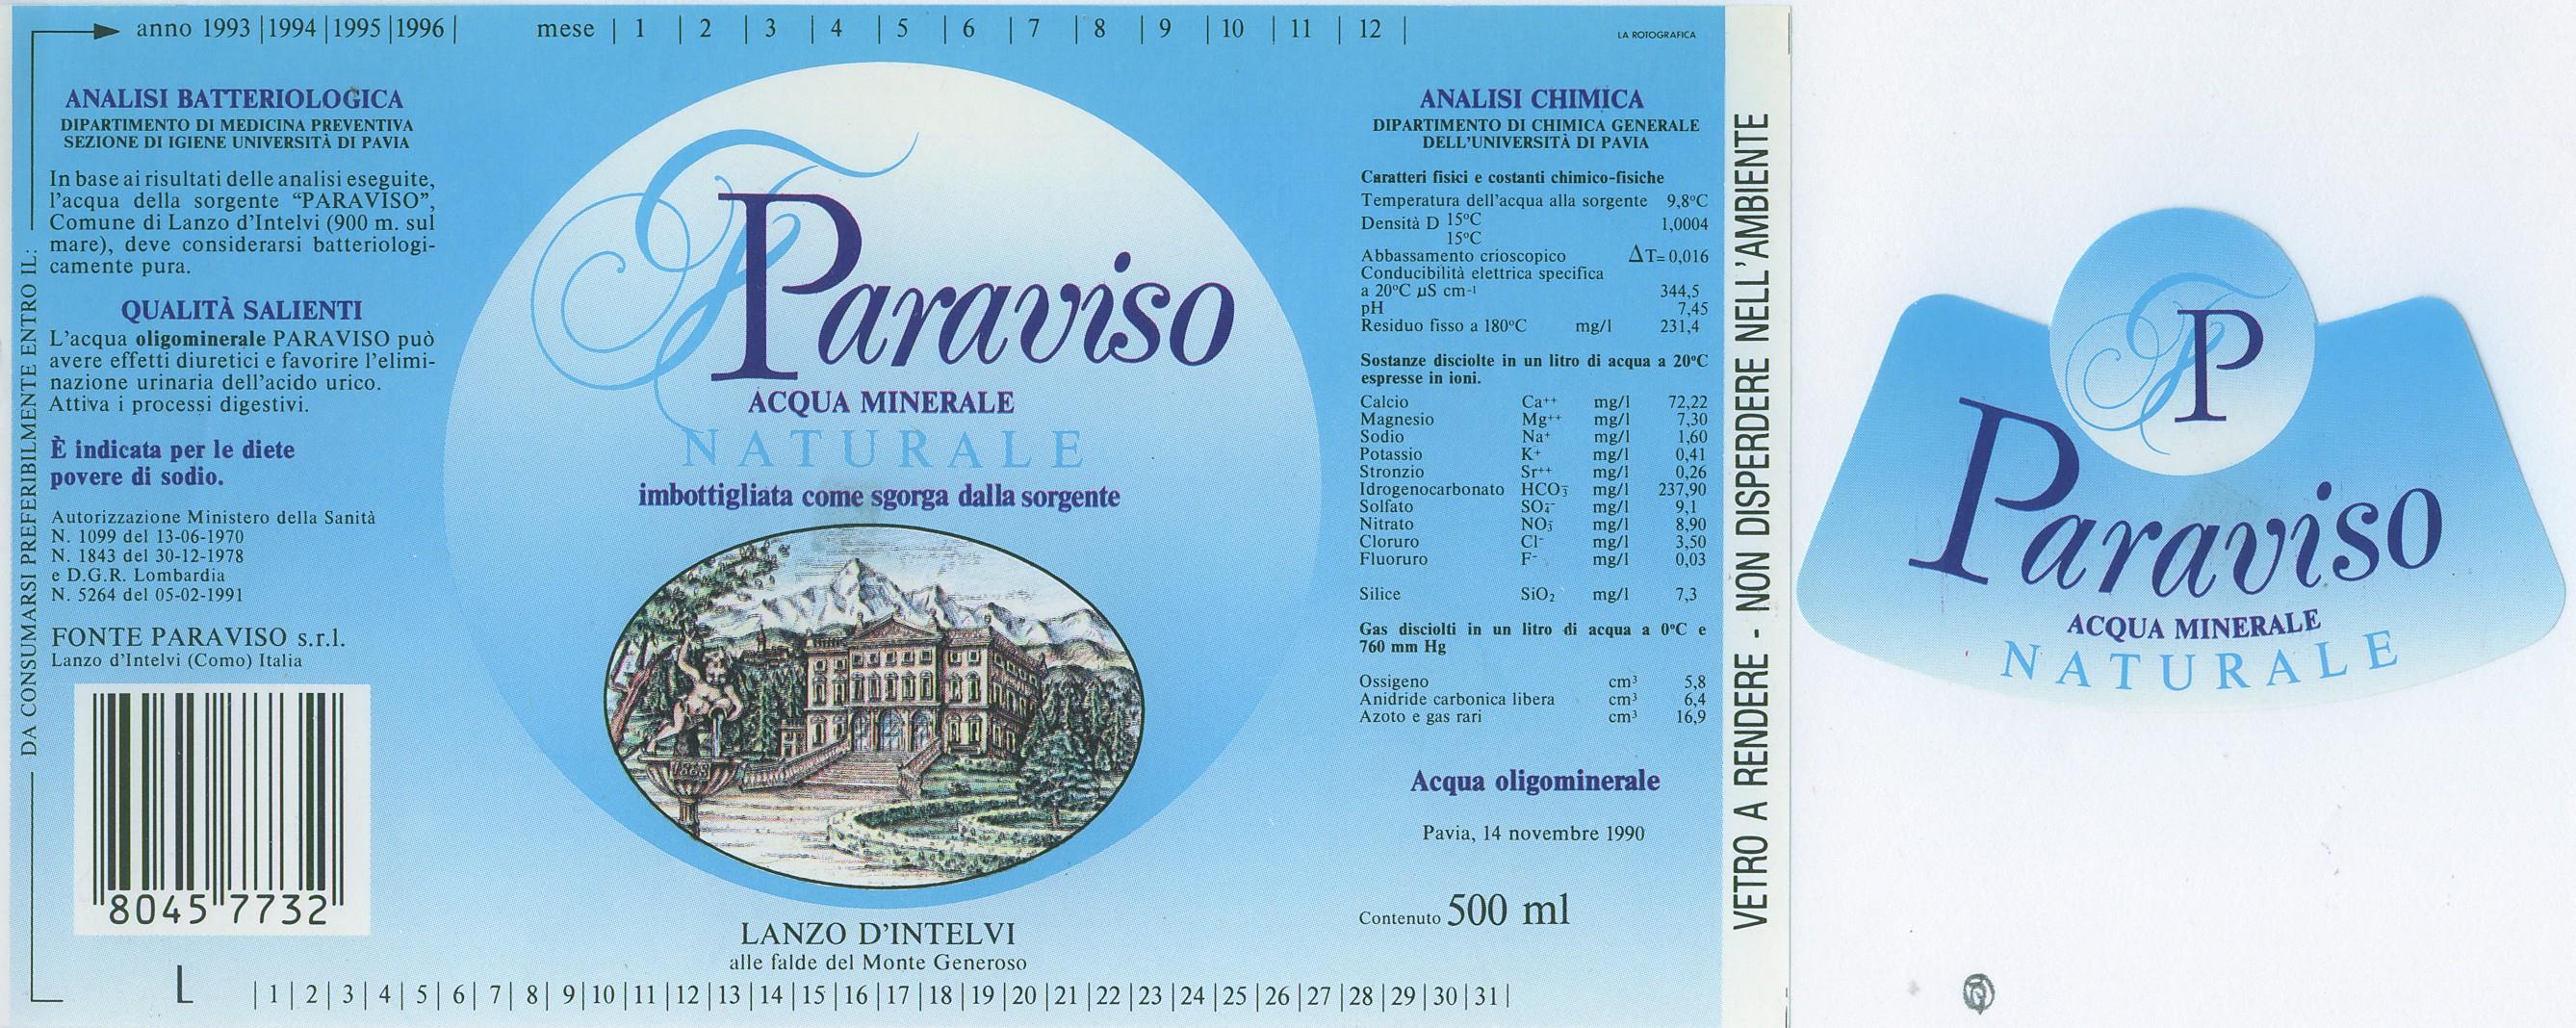 anno 1993 |1994 |1995 |1996 |
mese | 1 | 2 | 3 | 4 | 5 | 6 | 7 | 8 | 9 | 10 | 11 | 12 |
LA ROTOGRAFICA
DA CONSUMARSI PREFERIBILMENTE ENTRO IL:
ANALISI BATTERIOLOGICA
DIPARTIMENTO DI MEDICINA PREVENTIVA
SEZIONE DI IGIENE UNIVERSITÀ DI PAVIA
In base ai risultati delle analisi eseguite,
l'acqua della sorgente “PARAVISO”,
Comune di Lanzo d'Intelvi (900 m. sul
mare), deve considerarsi batteriologi-
camente pura.
QUALITÀ SALIENTI
L'acqua oligominerale PARAVISO può
avere effetti diuretici e favorire l'elimi-
nazione urinaria dell'acido urico.
Attiva i processi digestivi.
È indicata per le diete
povere di sodio.
Autorizzazione Ministero della Sanità
N. 1099 del 13-06-1970
N. 1843 del 30-12-1978
e D.G.R. Lombardia
N. 5264 del 05-02-1991
FONTE PARAVISO s.r.l.
Lanzo d'Intelvi (Como) Italia
8045 7732
L
| 1 | 2 | 3 | 4 | 5 | 6 | 7 | 8 | 9 | 10 | 11 | 12 | 13 | 14 | 15 | 16 | 17 | 18 | 19 | 20 | 21 | 22 | 23 | 24 | 25 | 26 | 27 | 28 | 29 | 30 | 31 |
Paraviso
ACQUA MINERALE
NATURALE
imbottigliata come sgorga dalla sorgente
1868
LANZO D'INTELVI
alle falde del Monte Generoso
ANALISI CHIMICA
DIPARTIMENTO DI CHIMICA GENERALE
DELL'UNIVERSITÀ DI PAVIA
Caratteri fisici e costanti chimico-fisiche
Temperatura dell'acqua alla sorgente 9,8°C
Densità D 15°C 1,0004
15°C
Abbassamento crioscopico ΔT= 0,016
Conducibilità elettrica specifica
a 20°C µS cm⁻¹ 344,5
pH 7,45
Residuo fisso a 180°C mg/l 231,4
Sostanze disciolte in un litro di acqua a 20°C
espresse in ioni.
Calcio Ca⁺⁺ mg/l 72,22
Magnesio Mg⁺⁺ mg/l 7,30
Sodio Na⁺ mg/l 1,60
Potassio K⁺ mg/l 0,41
Stronzio Sr⁺⁺ mg/l 0,26
Idrogenocarbonato HCO₃⁻ mg/l 237,90
Solfato SO₄⁻⁻ mg/l 9,1
Nitrato NO₃⁻ mg/l 8,90
Cloruro Cl⁻ mg/l 3,50
Fluoruro F⁻ mg/l 0,03
Silice SiO₂ mg/l 7,3
Gas disciolti in un litro di acqua a 0°C e
760 mm Hg
Ossigeno cm³ 5,8
Anidride carbonica libera cm³ 6,4
Azoto e gas rari cm³ 16,9
Acqua oligominerale
Pavia, 14 novembre 1990
Contenuto 500 ml
VETRO A RENDERE - NON DISPERDERE NELL'AMBIENTE
P
Paraviso
ACQUA MINERALE
NATURALE